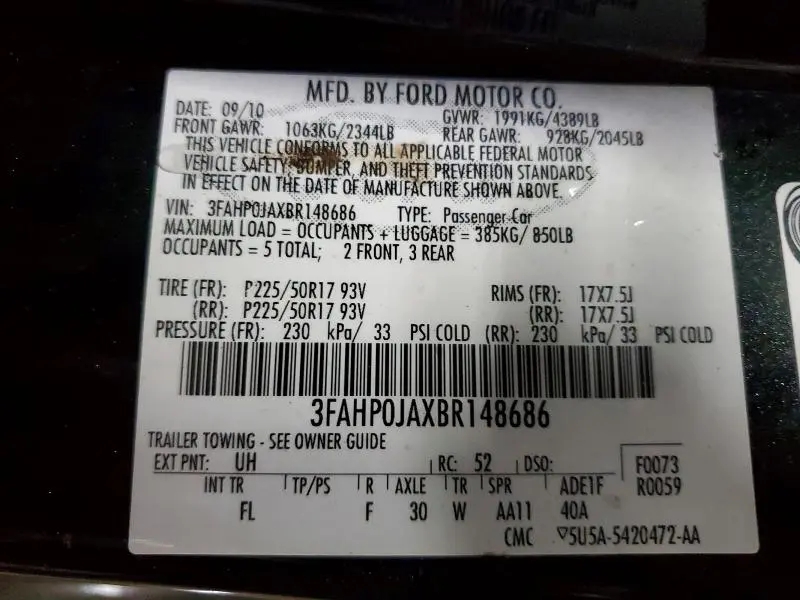 MFD. BY FORD MOTOR CO.
DATE: 09/10 GVWR: 1991KG/4389LB
FRONT GAWR: 1063KG/2344LB REAR GAWR: 928KG/2045LB
THIS VEHICLE CONFORMS TO ALL APPLICABLE FEDERAL MOTOR
VEHICLE SAFETY, BUMPER, AND THEFT PREVENTION STANDARDS
IN EFFECT ON THE DATE OF MANUFACTURE SHOWN ABOVE.
VIN: 3FAHP0JAXBR148686 TYPE: Passenger Car
MAXIMUM LOAD = OCCUPANTS + LUGGAGE = 385KG/ 850LB
OCCUPANTS = 5 TOTAL; 2 FRONT, 3 REAR
TIRE (FR): P225/50R17 93V RIMS (FR): 17X7.5J
(RR): P225/50R17 93V (RR): 17X7.5J
PRESSURE (FR): 230 kPa/ 33 PSI COLD (RR): 230 kPa/ 33 PSI COLD
3FAHP0JAXBR148686
TRAILER TOWING - SEE OWNER GUIDE
EXT PNT: UH RC: 52 DSO: F0073
INT TR TP/PS R AXLE TR SPR ADE1F R0059
FL F 30 W AA11 40A
CMC ▽5U5A-5420472-AA